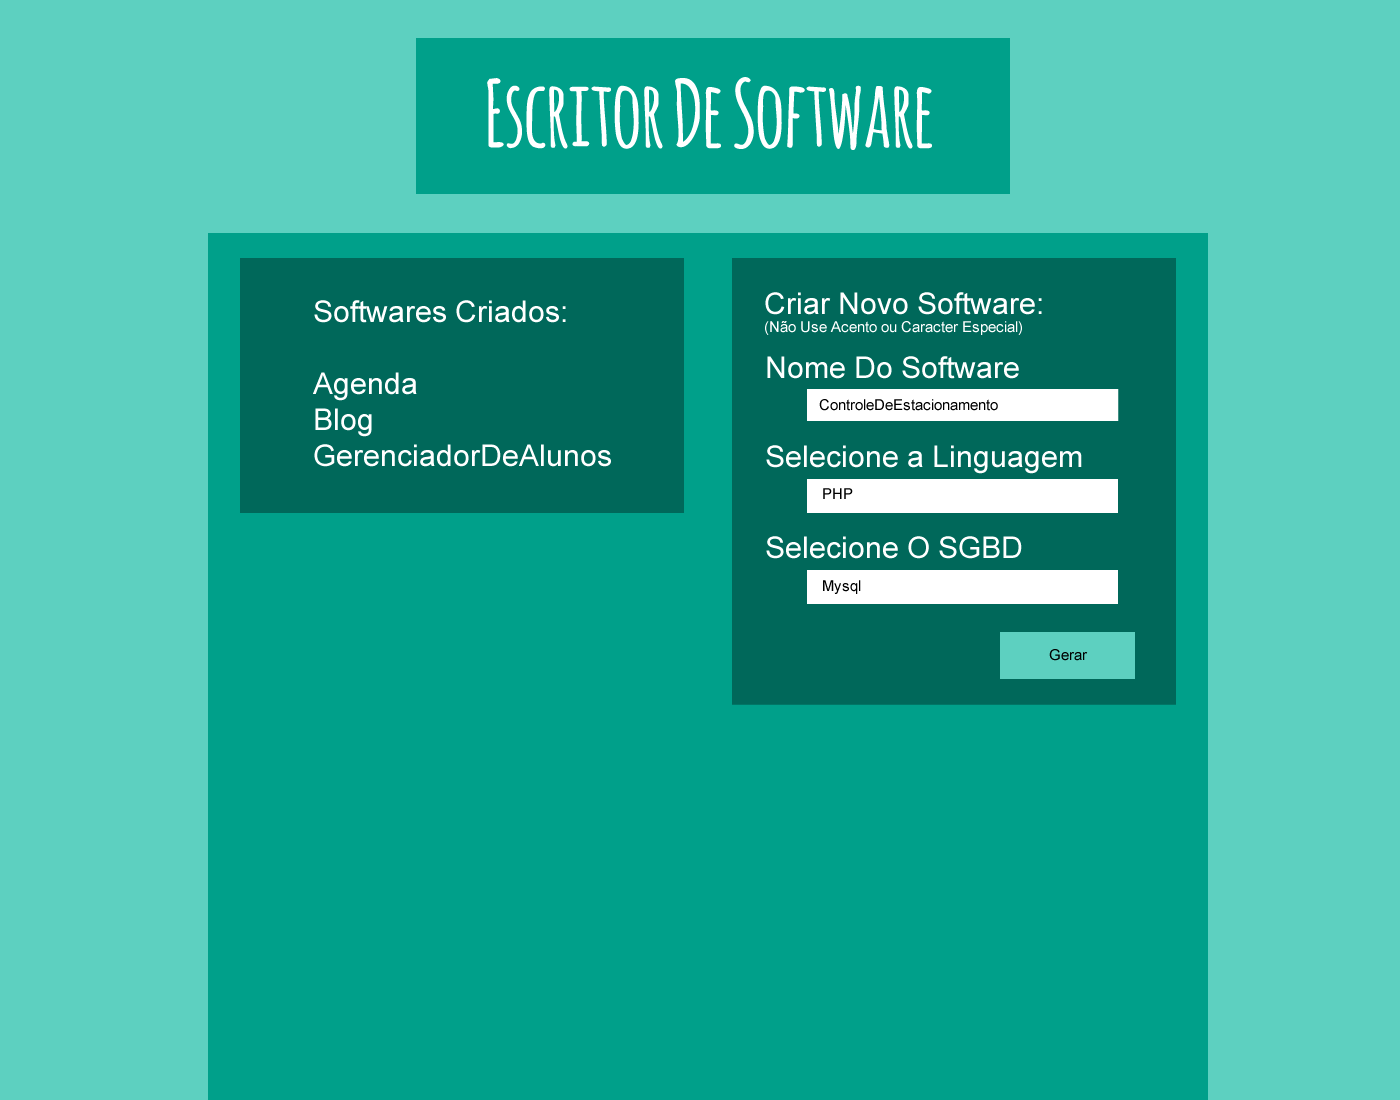 Escritor De Software
Softwares Criados:
Agenda
Blog
GerenciadorDeAlunos
Criar Novo Software:
(Não Use Acento ou Caracter Especial)
Nome Do Software
ControleDeEstacionamento
Selecione a Linguagem
PHP
Selecione O SGBD
Mysql
Gerar